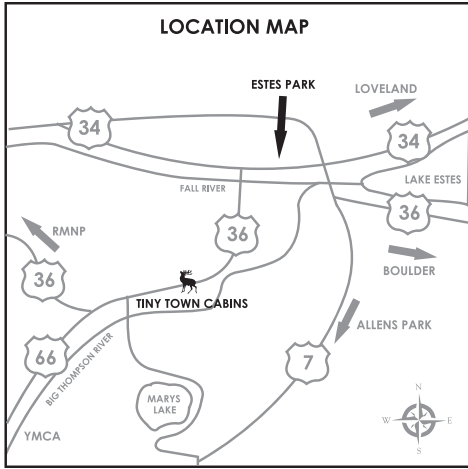 LOCATION MAP
ESTES PARK
LOVELAND
34
34
LAKE ESTES
FALL RIVER
36
36
RMNP
BOULDER
36
TINY TOWN CABINS
ALLENS PARK
66
BIG THOMPSON RIVER
7
MARYS
LAKE
N
W
E
S
YMCA